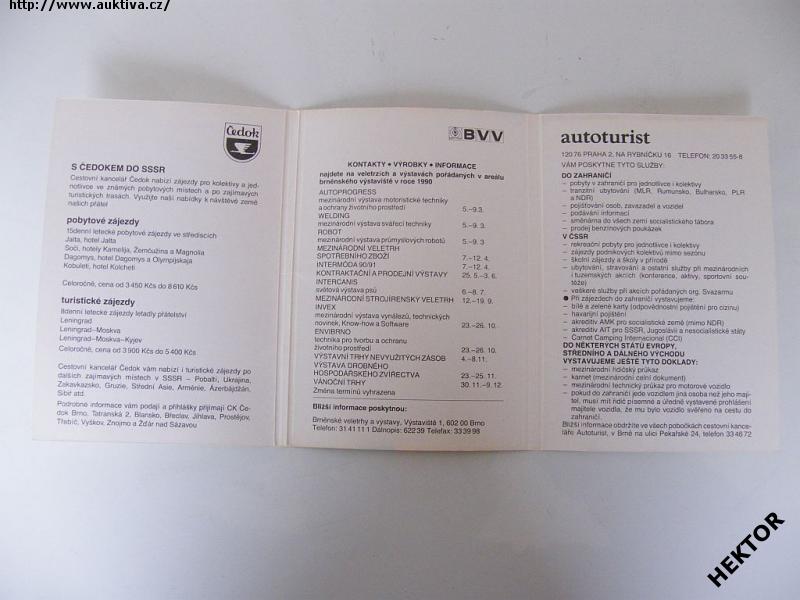 http://www.auktiva.cz/
Čedok
S ČEDOKEM DO SSSR
Cestovní kancelář Čedok nabízí zájezdy pro kolektivy a jed-
notlivce ve známých pobytových místech a po zajímavých
turistických trasách. Využijte naší nabídky k návštěvě země
našich přátel
pobytové zájezdy
15denní letecké pobytové zájezdy ve střediscích
Jalta, hotel Jalta
Soči, hotely Kamelija, Žemčužina a Magnolia
Dagomys, hotel Dagomys a Olympijskaja
Kobuleti, hotel Kolcheti
Celoročně, cena od 3 450 Kčs do 8 610 Kčs
turistické zájezdy
8denní letecké zájezdy letadly přátelství
Leningrad
Leningrad–Moskva
Leningrad–Moskva–Kyjev
Celoročně, cena od 3 900 Kčs do 5 400 Kčs
Cestovní kancelář Čedok vám nabízí i turistické zájezdy po
dalších zajímavých místech v SSSR – Pobaltí, Ukrajina,
Zakavkazsko, Gruzie, Střední Asie, Arménie, Ázerbájdžán,
Sibiř atd.
Podrobné informace vám podají a přihlášky přijímají CK Če-
dok Brno, Tatranská 2, Blansko, Břeclav, Jihlava, Prostějov,
Třebíč, Vyškov, Znojmo a Žďár nad Sázavou
BVV
KONTAKTY • VÝROBKY • INFORMACE
najdete na veletrzích a výstavách pořádaných v areálu
brněnského výstaviště v roce 1990
AUTOPROGRESS
mezinárodní výstava motoristické techniky
a ochrany životního prostředí 5.–9.3.
WELDING
mezinárodní výstava svářecí techniky 5.–9. 3.
ROBOT
mezinárodní výstava průmyslových robotů 5.–9. 3
MEZINÁRODNÍ VELETRH
SPOTŘEBNÍHO ZBOŽÍ 7.–12. 4.
INTERMÓDA 90/91 7.–12. 4.
KONTRAKTAČNÍ A PRODEJNÍ VÝSTAVY 25. 5.–3. 6.
INTERCANIS
světová výstava psů 6.–8. 7.
MEZINÁRODNÍ STROJÍRENSKÝ VELETRH 12.–19. 9.
INVEX
mezinárodní výstava vynálezů, technických
novinek, Know-how a Software 23.–26. 10.
ENVIBRNO
technika pro tvorbu a ochranu
životního prostředí 23.–26. 10.
VÝSTAVNÍ TRHY NEVYUŽITÝCH ZÁSOB 4.–8.11.
VÝSTAVA DROBNÉHO
HOSPODÁŘSKÉHO ZVÍŘECTVA 23.–25. 11.
VÁNOČNÍ TRHY 30. 11.–9. 12.
Změna termínů vyhrazena
Bližší informace poskytnou:
Brněnské veletrhy a výstavy, Výstaviště 1, 602 00 Brno
Telefon: 31 41 11 1 Dálnopis: 622 39 Telefax: 33 39 98
autoturist
120 76 PRAHA 2, NA RYBNÍČKU 16 TELEFON: 20 33 55-8
VÁM POSKYTNE TYTO SLUŽBY:
DO ZAHRANIČÍ
– pobyty v zahraničí pro jednotlivce i kolektivy
– tranzitní ubytování (MLR, Rumunsko, Bulharsko, PLR
a NDR)
– pojišťování osob, zavazadel a vozidel
– podávání informací
– směnárna do všech zemí socialistického tábora
– prodej benzinových poukázek
V ČSSR
– rekreační pobyty pro jednotlivce i kolektivy
– zájezdy podnikových kolektivů mimo sezónu
– školní zájezdy a školy v přírodě
– ubytování, stravování a ostatní služby při mezinárodních
i tuzemských akcích (konference, aktivy, sportovní sou-
těže)
– veškeré služby při akcích pořádaných org. Svazarmu
● Při zájezdech do zahraničí vystavujeme:
– bílé a zelené karty (odpovědnostní pojištění pro cizinu)
– havarijní pojištění
– akreditiv AMK pro socialistické země (mimo NDR)
– akreditiv AIT pro SSSR, Jugoslávii a nesocialistické státy
– Carnet Camping Internacional (CCI)
DO NĚKTERÝCH STÁTŮ EVROPY,
STŘEDNÍHO A DÁLNÉHO VÝCHODU
VYSTAVUJEME JEŠTĚ TYTO DOKLADY:
– mezinárodní řidičský průkaz
– karnet (mezinárodní celní dokument)
– mezinárodní technický průkaz pro motorové vozidlo
– pokud do zahraničí jede vozidlem jiná osoba než jeho maji-
tel, musí mít řidič písemné a úředně vystavené prohlášení
majitele vozidla, že mu bylo vozidlo svěřeno na cestu do
zahraničí.
Bližší informace obdržíte ve všech pobočkách cestovní kance-
láře Autoturist, v Brně na ulici Pekařské 24, telefon 33 46 72
HEKTOR